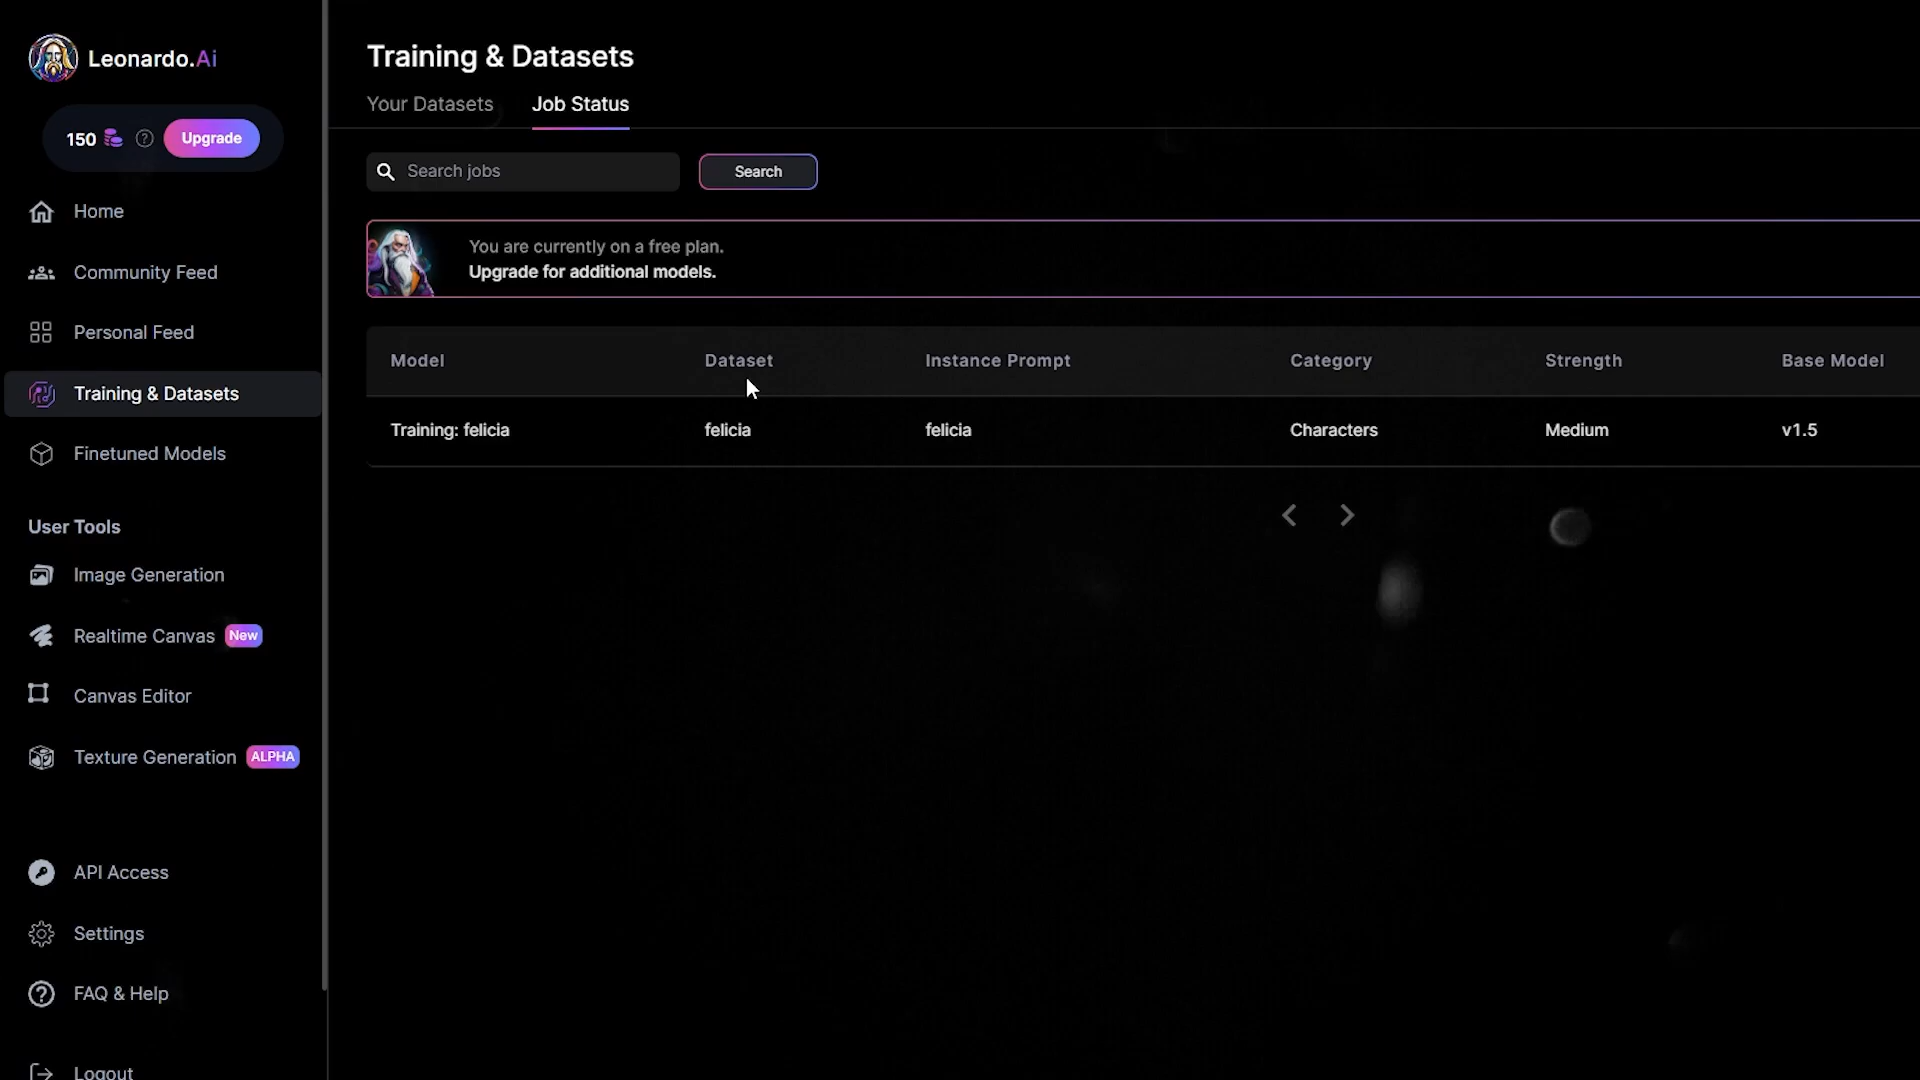 Leonardo.Ai
150 Upgrade
Home
Community Feed
Personal Feed
Training & Datasets
Finetuned Models
User Tools
Image Generation
Realtime Canvas New
Canvas Editor
Texture Generation ALPHA
API Access
Settings
FAQ & Help
Logout
Training & Datasets
Your Datasets Job Status
Search jobs Search
You are currently on a free plan.
Upgrade for additional models.
Model Dataset Instance Prompt Category Strength Base Model
Training: felicia felicia felicia Characters Medium v1.5